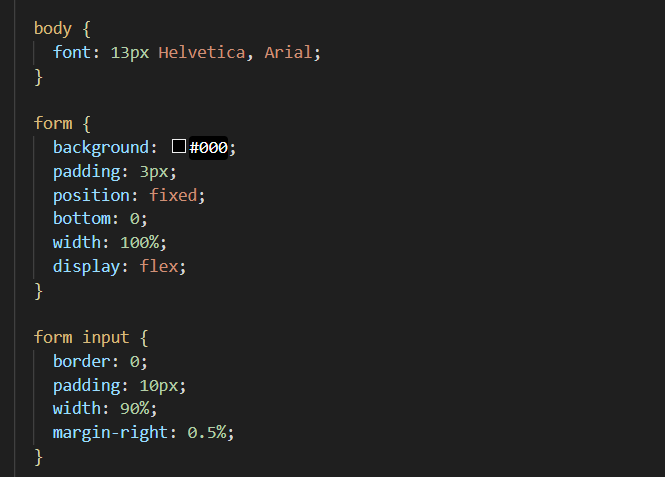 body {
font: 13px Helvetica, Arial;
}
form {
background: #000;
padding: 3px;
position: fixed;
bottom: 0;
width: 100%;
display: flex;
}
form input {
border: 0;
padding: 10px;
width: 90%;
margin-right: 0.5%;
}